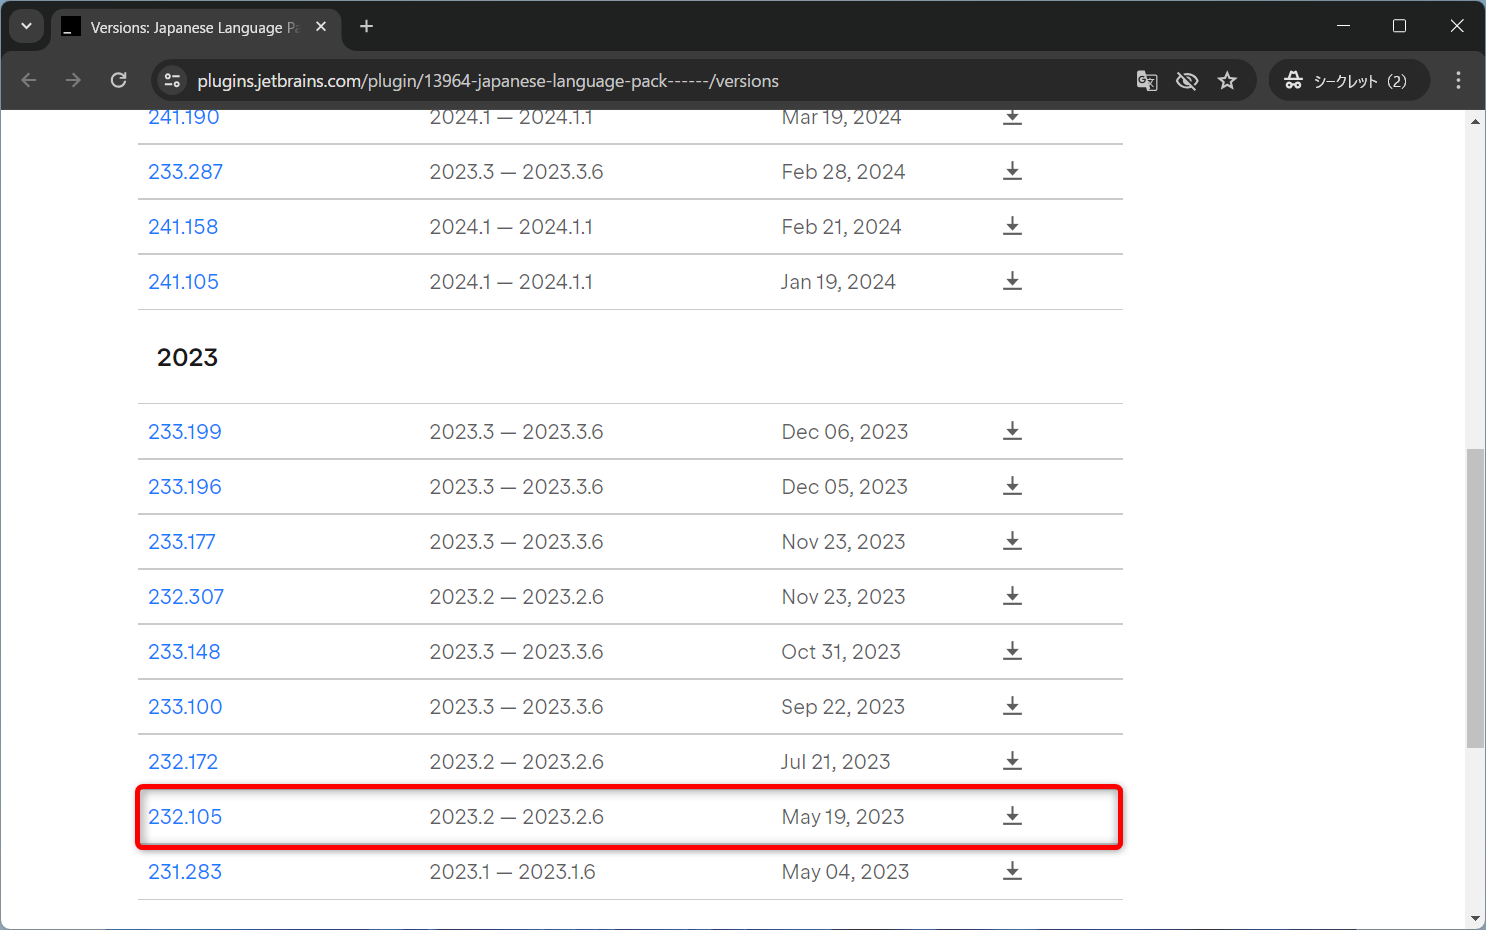 Versions: Japanese Language Pa
plugins.jetbrains.com/plugin/13964-japanese-language-pack------/versions
シークレット (2)
241.190 2024.1 — 2024.1.1 Mar 19, 2024
233.287 2023.3 — 2023.3.6 Feb 28, 2024
241.158 2024.1 — 2024.1.1 Feb 21, 2024
241.105 2024.1 — 2024.1.1 Jan 19, 2024
2023
233.199 2023.3 — 2023.3.6 Dec 06, 2023
233.196 2023.3 — 2023.3.6 Dec 05, 2023
233.177 2023.3 — 2023.3.6 Nov 23, 2023
232.307 2023.2 — 2023.2.6 Nov 23, 2023
233.148 2023.3 — 2023.3.6 Oct 31, 2023
233.100 2023.3 — 2023.3.6 Sep 22, 2023
232.172 2023.2 — 2023.2.6 Jul 21, 2023
232.105 2023.2 — 2023.2.6 May 19, 2023
231.283 2023.1 — 2023.1.6 May 04, 2023